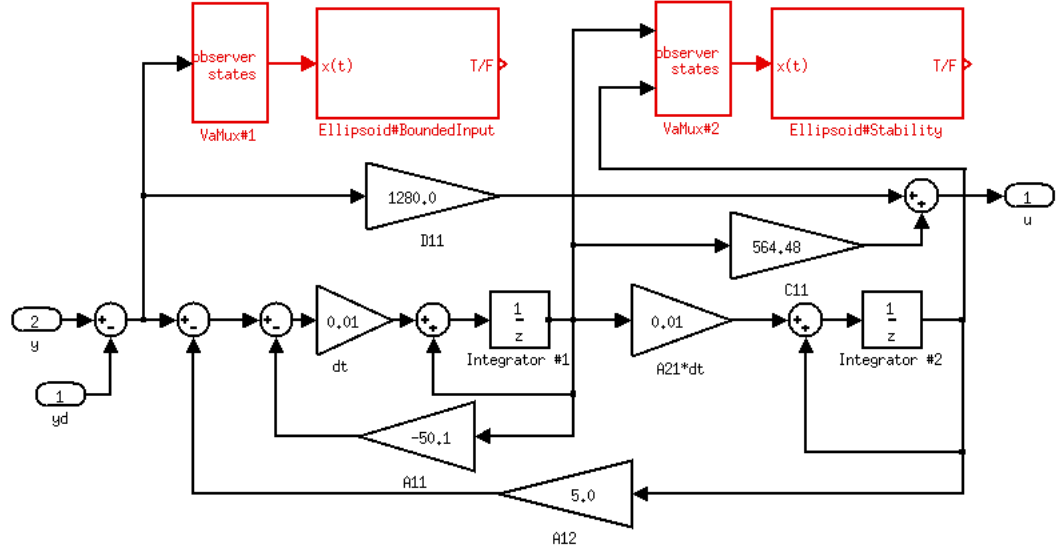 observer
states
x(t)
T/F
VaMux#1
Ellipsoid#BoundedInput
observer
states
x(t)
T/F
VaMux#2
Ellipsoid#Stability
1280.0
D11
+
+
1
u
564.48
C11
2
y
+
-
+
-
+
-
0.01
dt
+
+
1
-
z
Integrator #1
0.01
A21*dt
+
+
1
-
z
Integrator #2
1
yd
-50.1
A11
5.0
A12